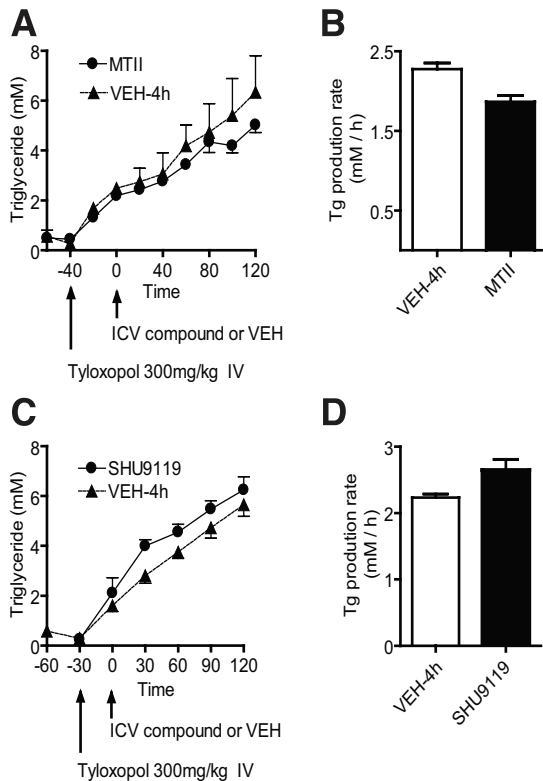 A
Triglyceride (mM)
8
6
4
2
0
MTII
VEH-4h
-40 0 40 80 120
Time
ICV compound or VEH
Tyloxopol 300mg/kg IV
B
Tg prodution rate
(mM / h)
2.5
1.5
0.5
VEH-4h
MTII
C
Triglyceride (mM)
8
6
4
2
0
SHU9119
VEH-4h
-60 -30 0 30 60 90 120
Time
ICV compound or VEH
Tyloxopol 300mg/kg IV
D
Tg production rate
(mM / h)
3
2
1
0
VEH-4h
SHU9119